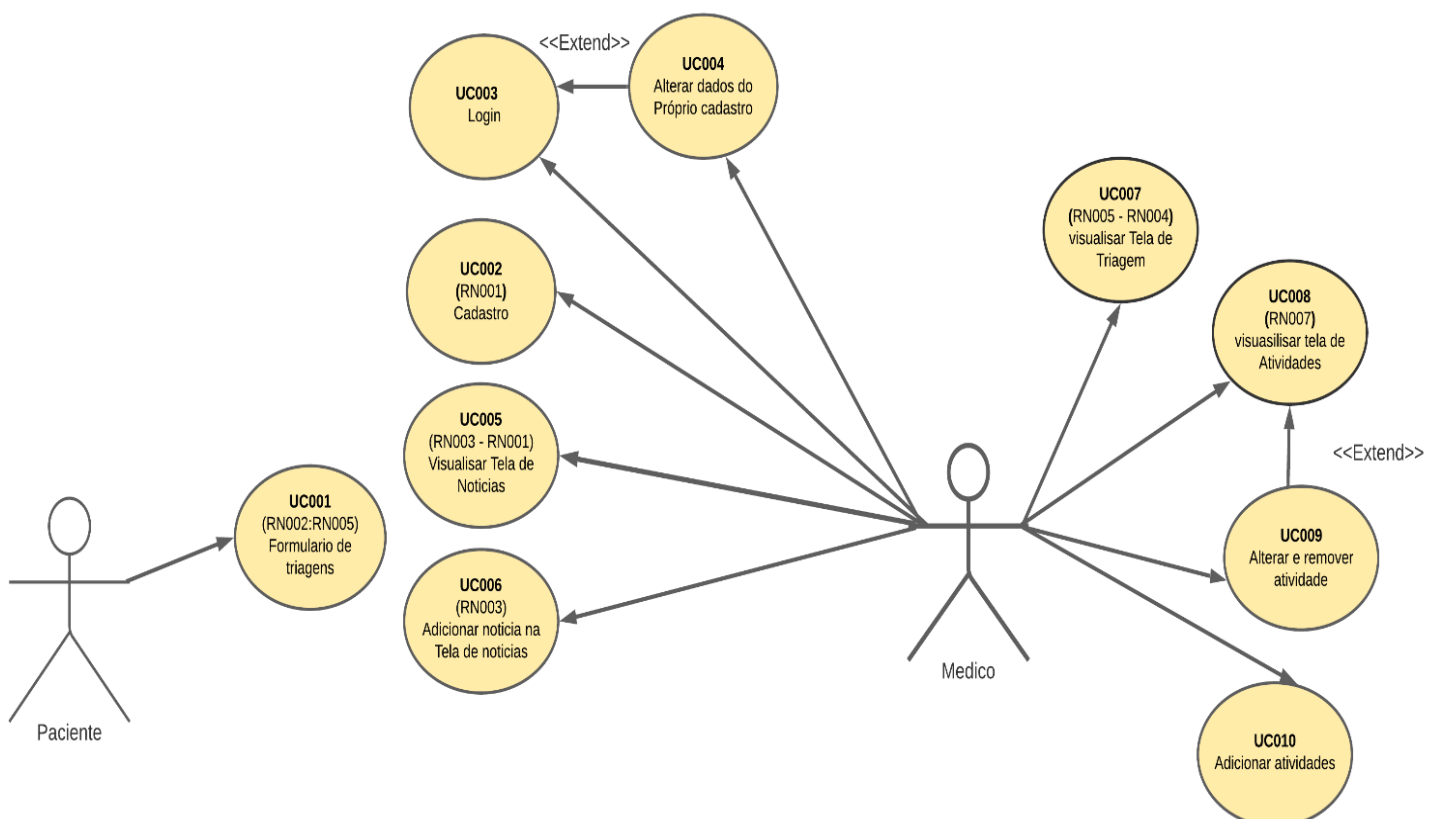 <<Extend>>
UC003
Login
UC004
Alterar dados do
Próprio cadastro
UC002
(RN001)
Cadastro
UC005
(RN003 - RN001)
Visualisar Tela de
Noticias
UC006
(RN003)
Adicionar noticia na
Tela de noticias
UC001
(RN002:RN005)
Formulario de
triagens
Paciente
Medico
UC007
(RN005 - RN004)
visualisar Tela de
Triagem
UC008
(RN007)
visuasilisar tela de
Atividades
<<Extend>>
UC009
Alterar e remover
atividade
UC010
Adicionar atividades